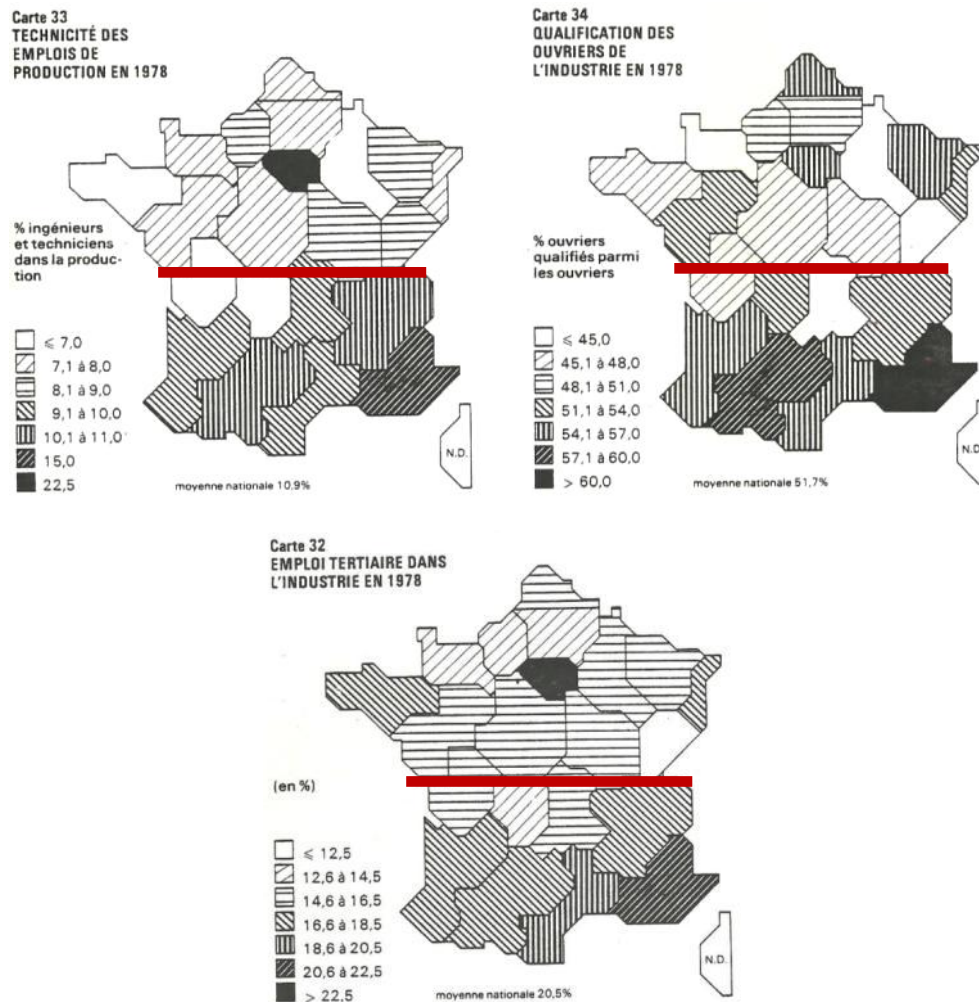 Carte 33
TECHNICITÉ DES
EMPLOIS DE
PRODUCTION EN 1978
% ingénieurs
et techniciens
dans la produc-
tion
⩽ 7,0
7,1 à 8,0
8,1 à 9,0
9,1 à 10,0
10,1 à 11,0
15,0
22,5
N.D.
moyenne nationale 10,9%
Carte 34
QUALIFICATION DES
OUVRIERS DE
L'INDUSTRIE EN 1978
% ouvriers
qualifiés parmi
les ouvriers
⩽ 45,0
45,1 à 48,0
48,1 à 51,0
51,1 à 54,0
54,1 à 57,0
57,1 à 60,0
> 60,0
N.D.
moyenne nationale 51,7%
Carte 32
EMPLOI TERTIAIRE DANS
L'INDUSTRIE EN 1978
(en %)
⩽ 12,5
12,6 à 14,5
14,6 à 16,5
16,6 à 18,5
18,6 à 20,5
20,6 à 22,5
> 22,5
N.D.
moyenne nationale 20,5%